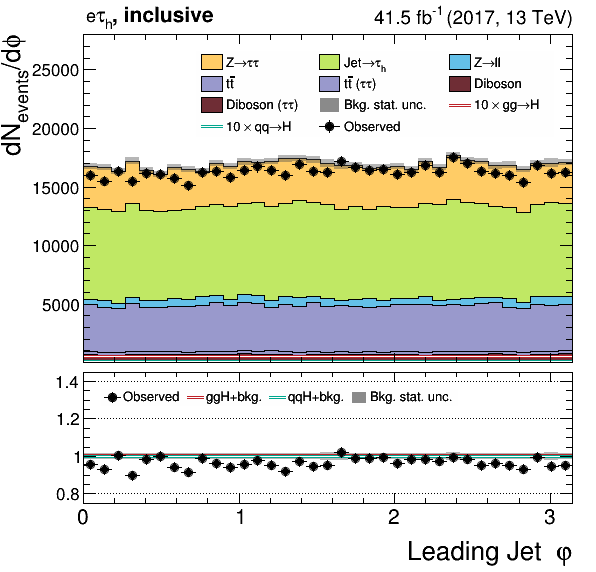 eτh, inclusive 41.5 fb⁻¹ (2017, 13 TeV)
dNevents/dϕ
Z→ττ Jet→τh Z→ll
tt̄ tt̄ (ττ) Diboson
Diboson (ττ) Bkg. stat. unc. 10 × gg→H
10 × qq→H Observed
25000
20000
15000
10000
5000
1.4
Observed ggH+bkg. qqH+bkg. Bkg. stat. unc.
1.2
1
0.8
0 1 2 3
Leading Jet φ